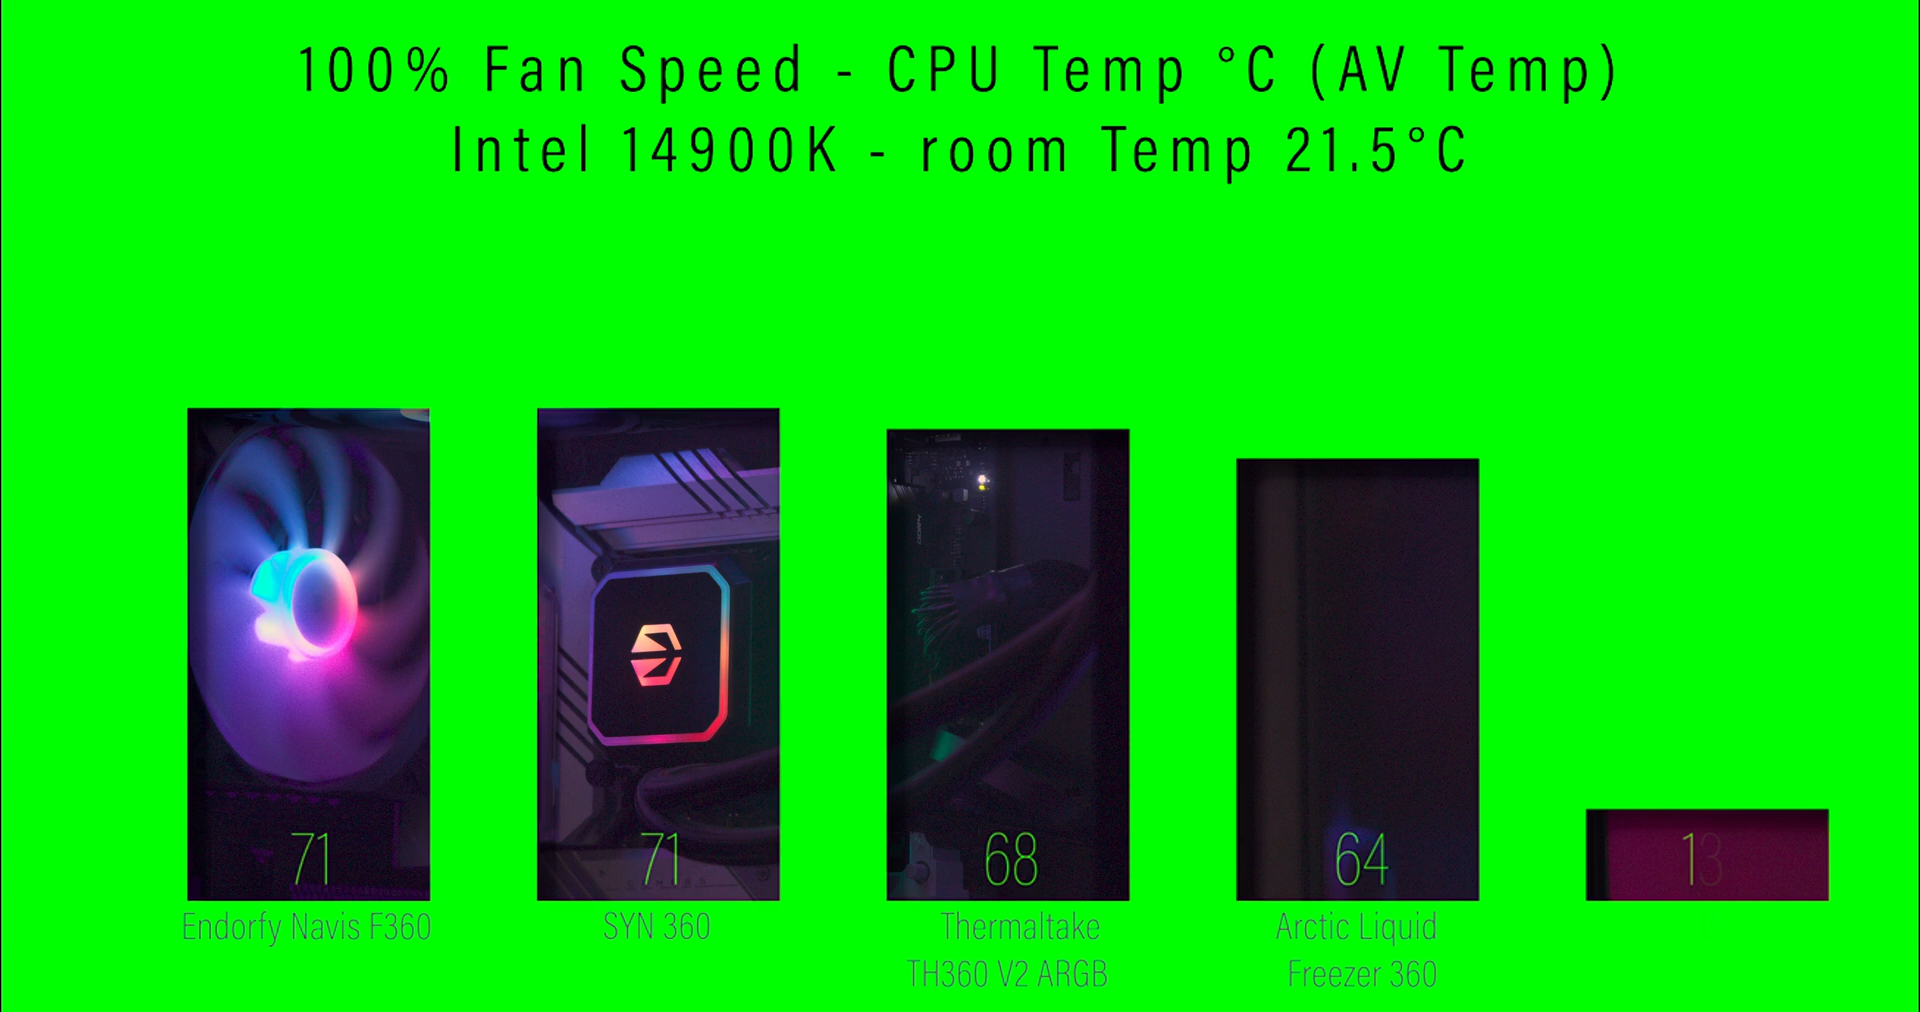 100% Fan Speed - CPU Temp °C (AV Temp)
Intel 14900K - room Temp 21.5°C
71
71
68
64
13
Endorfy Navis F360
SYN 360
Thermaltake
TH360 V2 ARGB
Arctic Liquid
Freezer 360